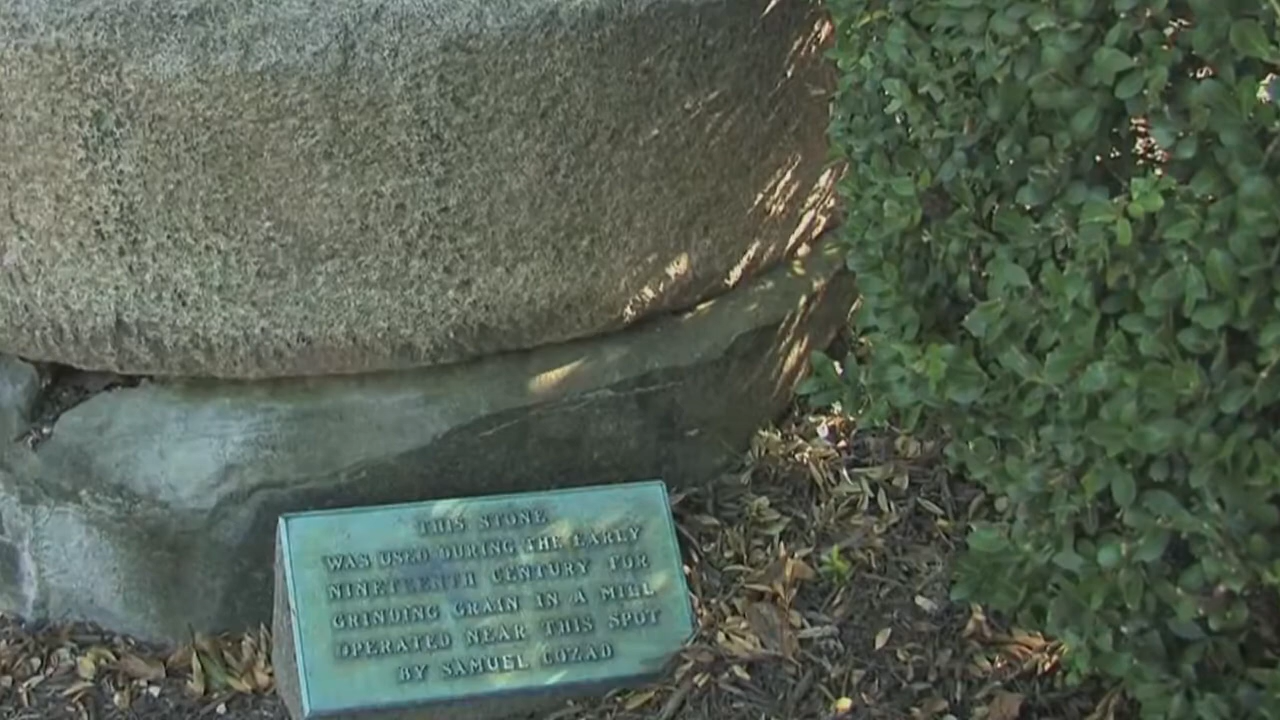 THIS STONE
WAS USED DURING THE EARLY
NINETEENTH CENTURY FOR
GRINDING GRAIN IN A MILL
OPERATED NEAR THIS SPOT
BY SAMUEL COZAD